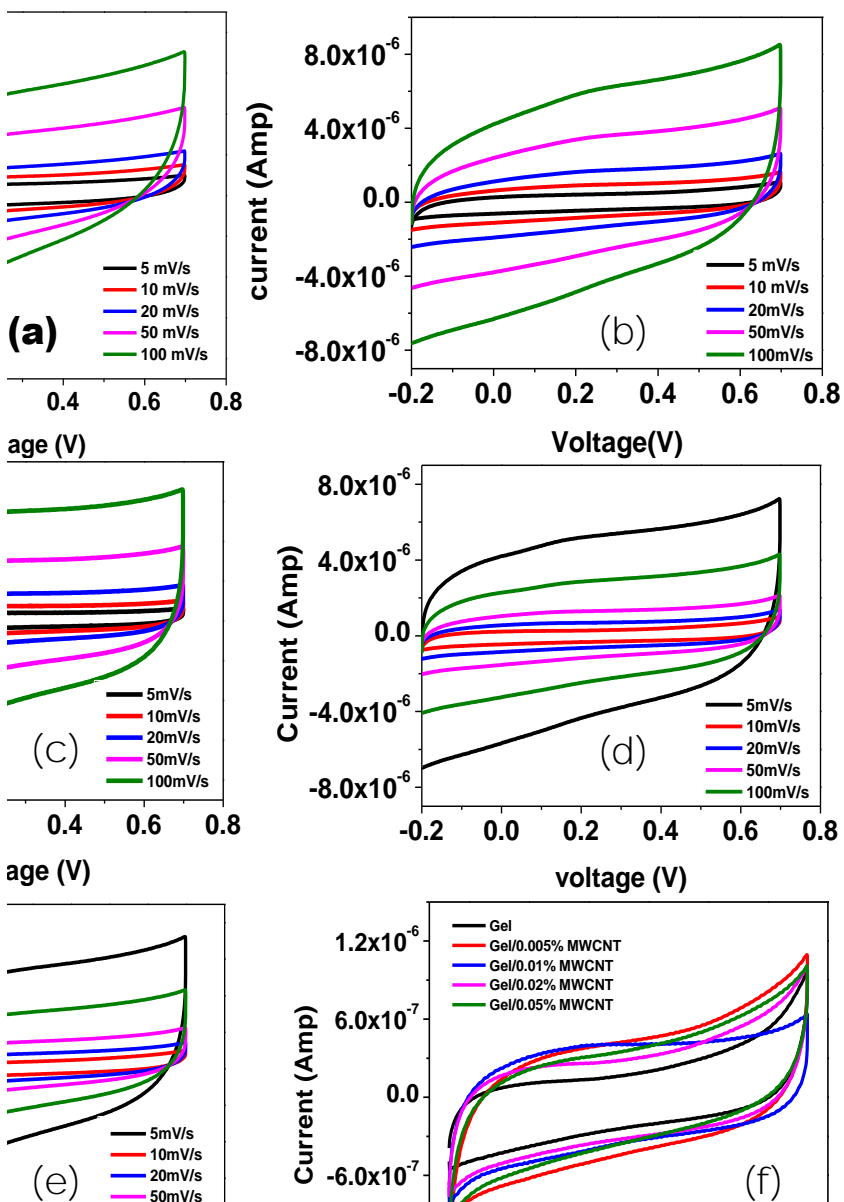 8.0x10-6
4.0x10-6
0.0
-4.0x10-6
-8.0x10-6
current (Amp)
5 mV/s
10 mV/s
20 mV/s
50 mV/s
100 mV/s
(a)
0.4 0.6 0.8
age (V)
5 mV/s
10 mV/s
20mV/s
50mV/s
100mV/s
(b)
-0.2 0.0 0.2 0.4 0.6 0.8
Voltage(V)
5mV/s
10mV/s
20mV/s
50mV/s
100mV/s
(c)
0.4 0.6 0.8
age (V)
8.0x10-6
4.0x10-6
0.0
-4.0x10-6
-8.0x10-6
Current (Amp)
5mV/s
10mV/s
20mV/s
50mV/s
100mV/s
(d)
-0.2 0.0 0.2 0.4 0.6 0.8
voltage (V)
5mV/s
10mV/s
20mV/s
50mV/s
(e)
1.2x10-6
6.0x10-7
0.0
-6.0x10-7
Current (Amp)
Gel
Gel/0.005% MWCNT
Gel/0.01% MWCNT
Gel/0.02% MWCNT
Gel/0.05% MWCNT
(f)